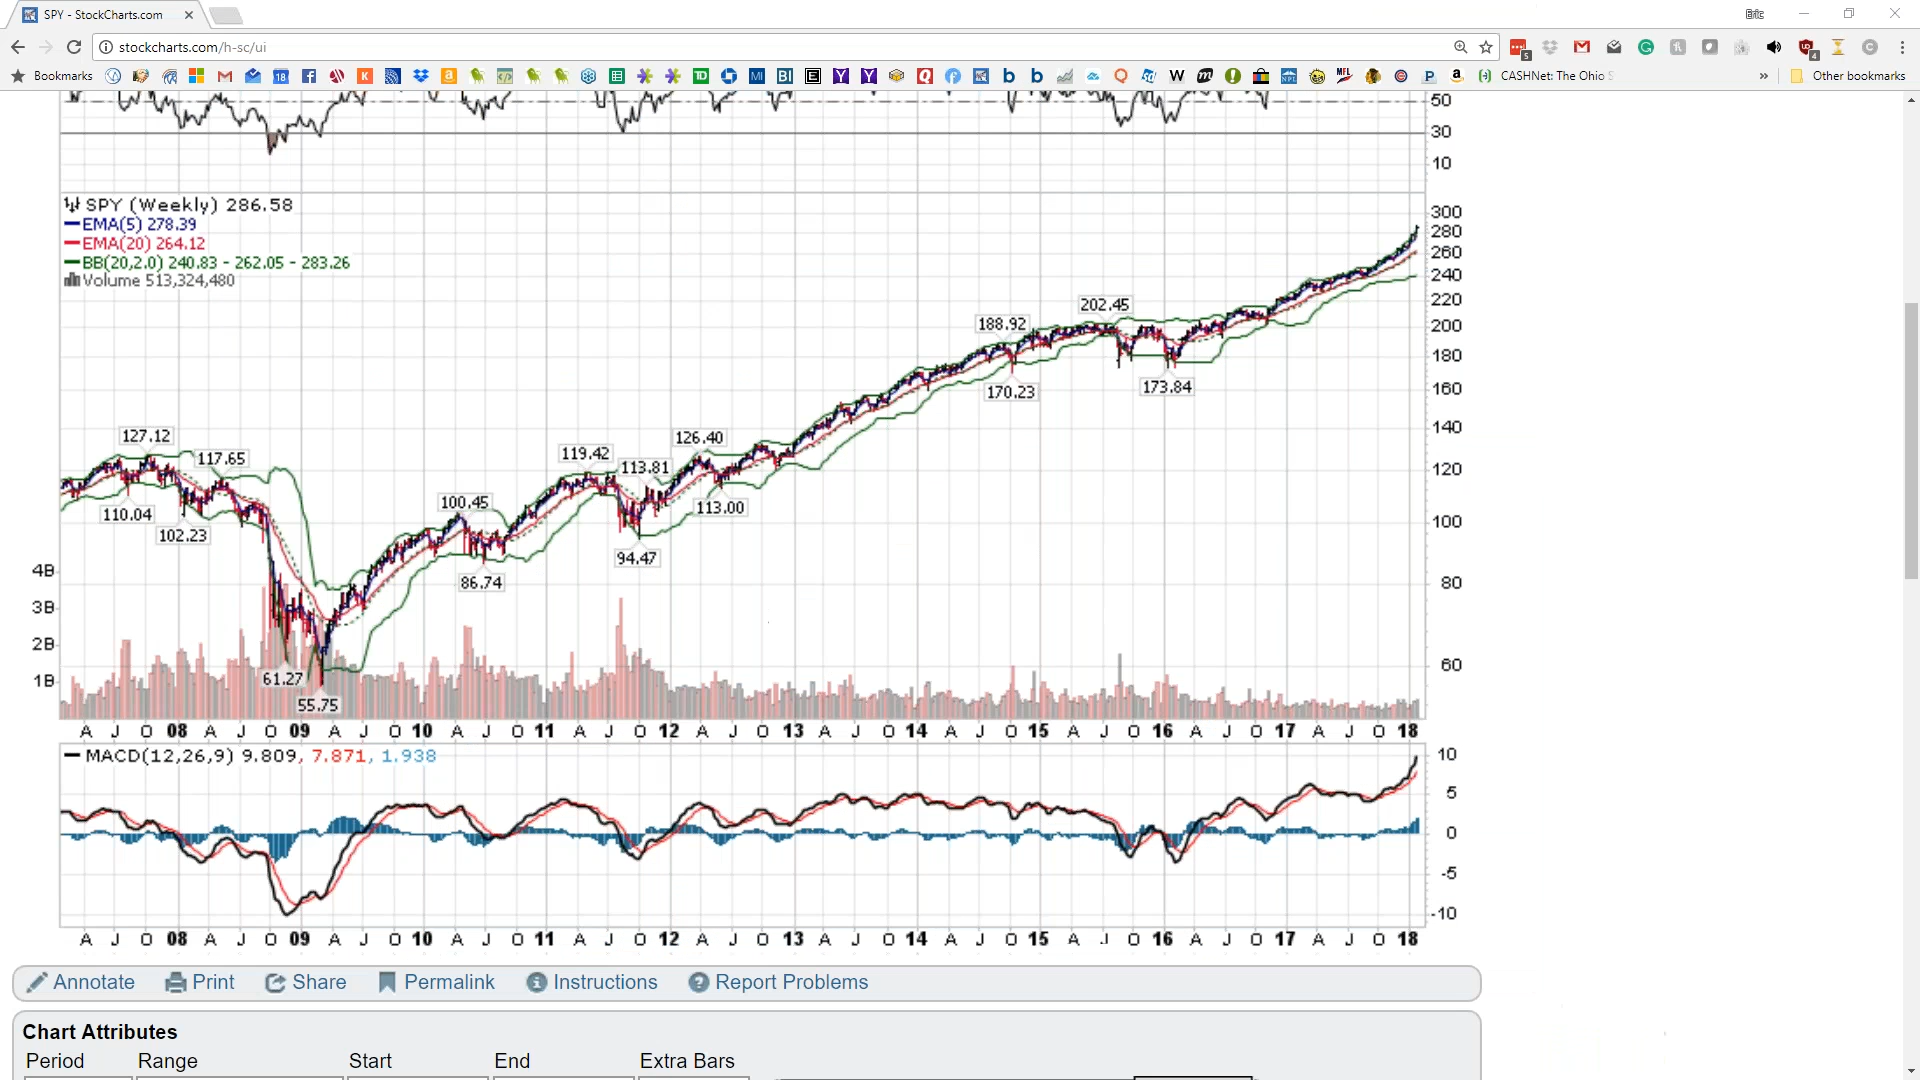 SPY - StockCharts.com
Eric
stockcharts.com/h-sc/ui
Bookmarks
CASHNet: The Ohio S
» Other bookmarks
50
30
10
SPY (Weekly) 286.58
EMA(5) 278.39
EMA(20) 264.12
BB(20,2.0) 240.83 - 262.05 - 283.26
Volume 513,324,480
300
280
260
240
220
200
180
160
140
120
100
80
60
4B
3B
2B
1B
127.12
117.65
110.04
102.23
61.27
55.75
100.45
86.74
119.42
113.81
94.47
126.40
113.00
188.92
170.23
202.45
173.84
A J O 08 A J O 09 A J O 10 A J O 11 A J O 12 A J O 13 A J O 14 A J O 15 A J O 16 A J O 17 A J O 18
MACD(12,26,9) 9.809, 7.871, 1.938
10
5
0
-5
-10
A J O 08 A J O 09 A J O 10 A J O 11 A J O 12 A J O 13 A J O 14 A J O 15 A J O 16 A J O 17 A J O 18
Annotate Print Share Permalink Instructions Report Problems
Chart Attributes
Period Range Start End Extra Bars